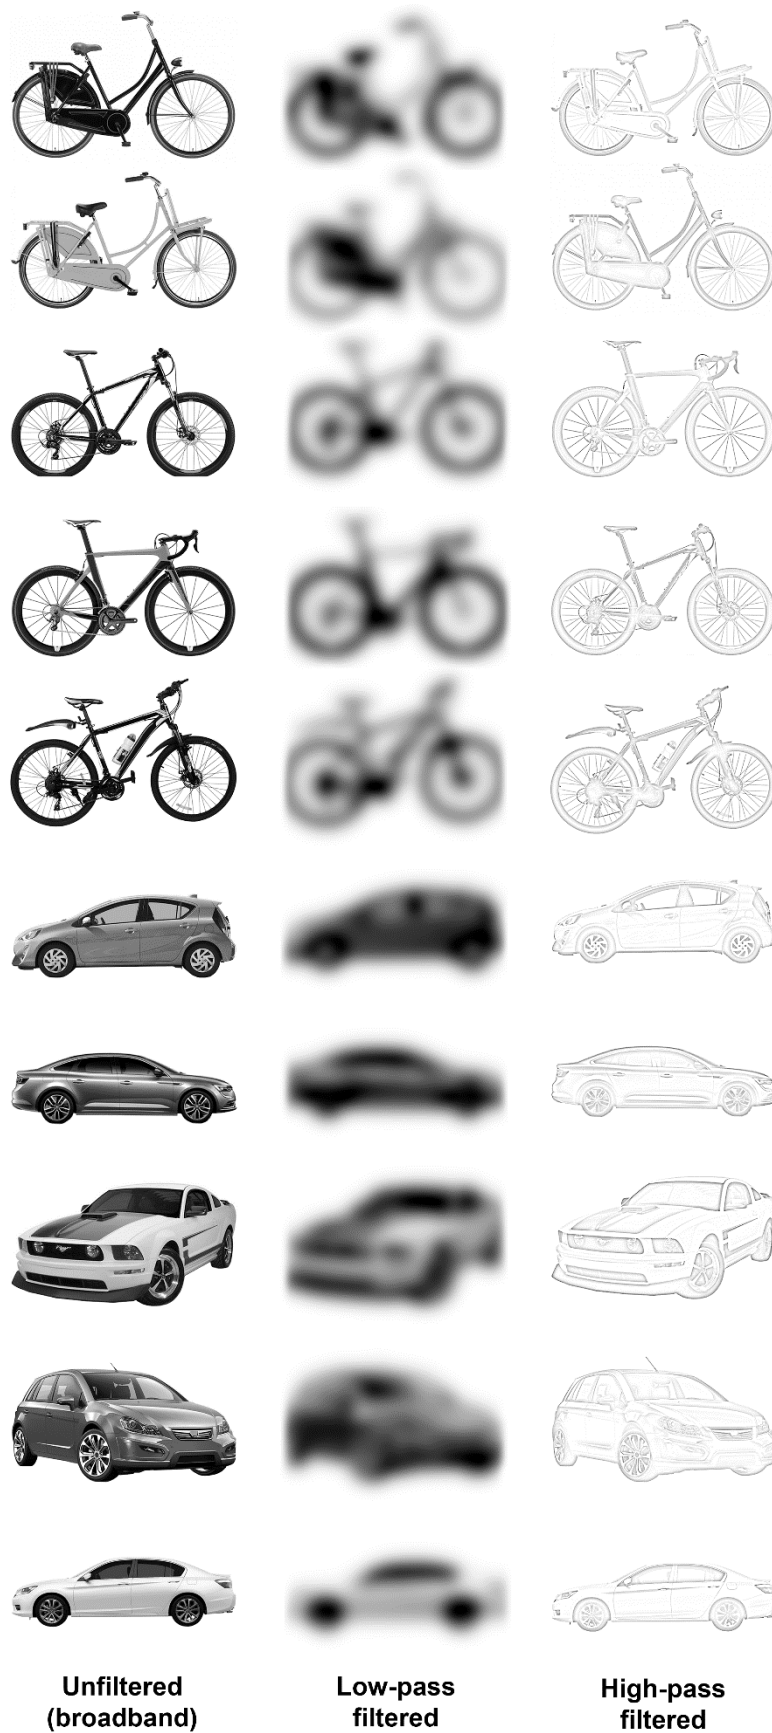 Unfiltered
(broadband)
Low-pass
filtered
High-pass
filtered